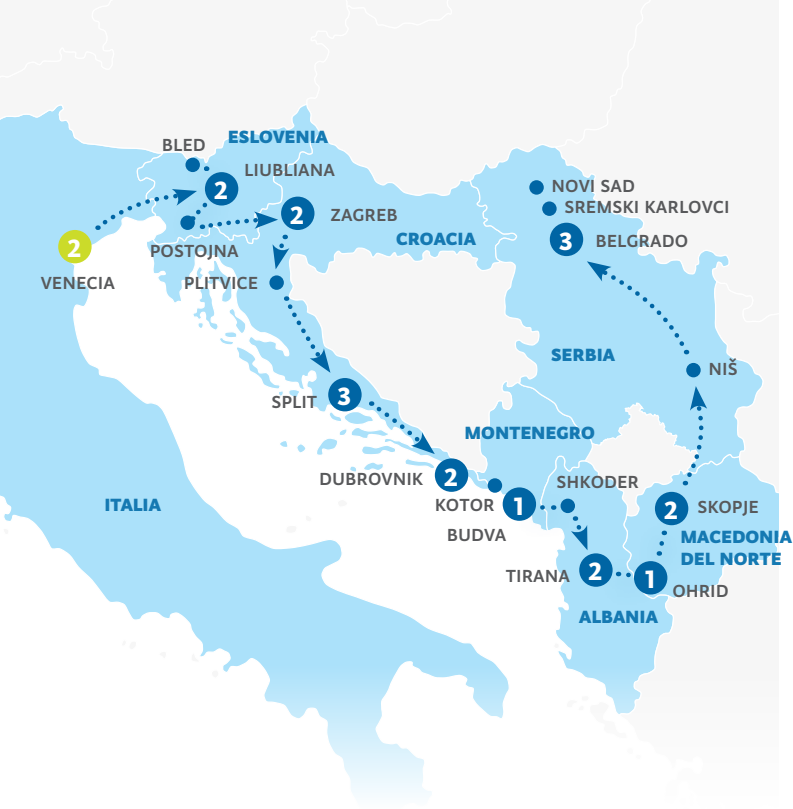 BLED
ESLOVENIA
LIUBLIANA
2
2
ZAGREB
2
VENECIA
POSTOJNA
PLITVICE
CROACIA
NOVI SAD
SREMSKI KARLOVCI
3
BELGRADO
SERBIA
NIŠ
SPLIT
3
MONTENEGRO
DUBROVNIK
2
KOTOR
1
BUDVA
SHKODER
2
SKOPJE
MACEDONIA
DEL NORTE
TIRANA
2
1
OHRID
ALBANIA
ITALIA